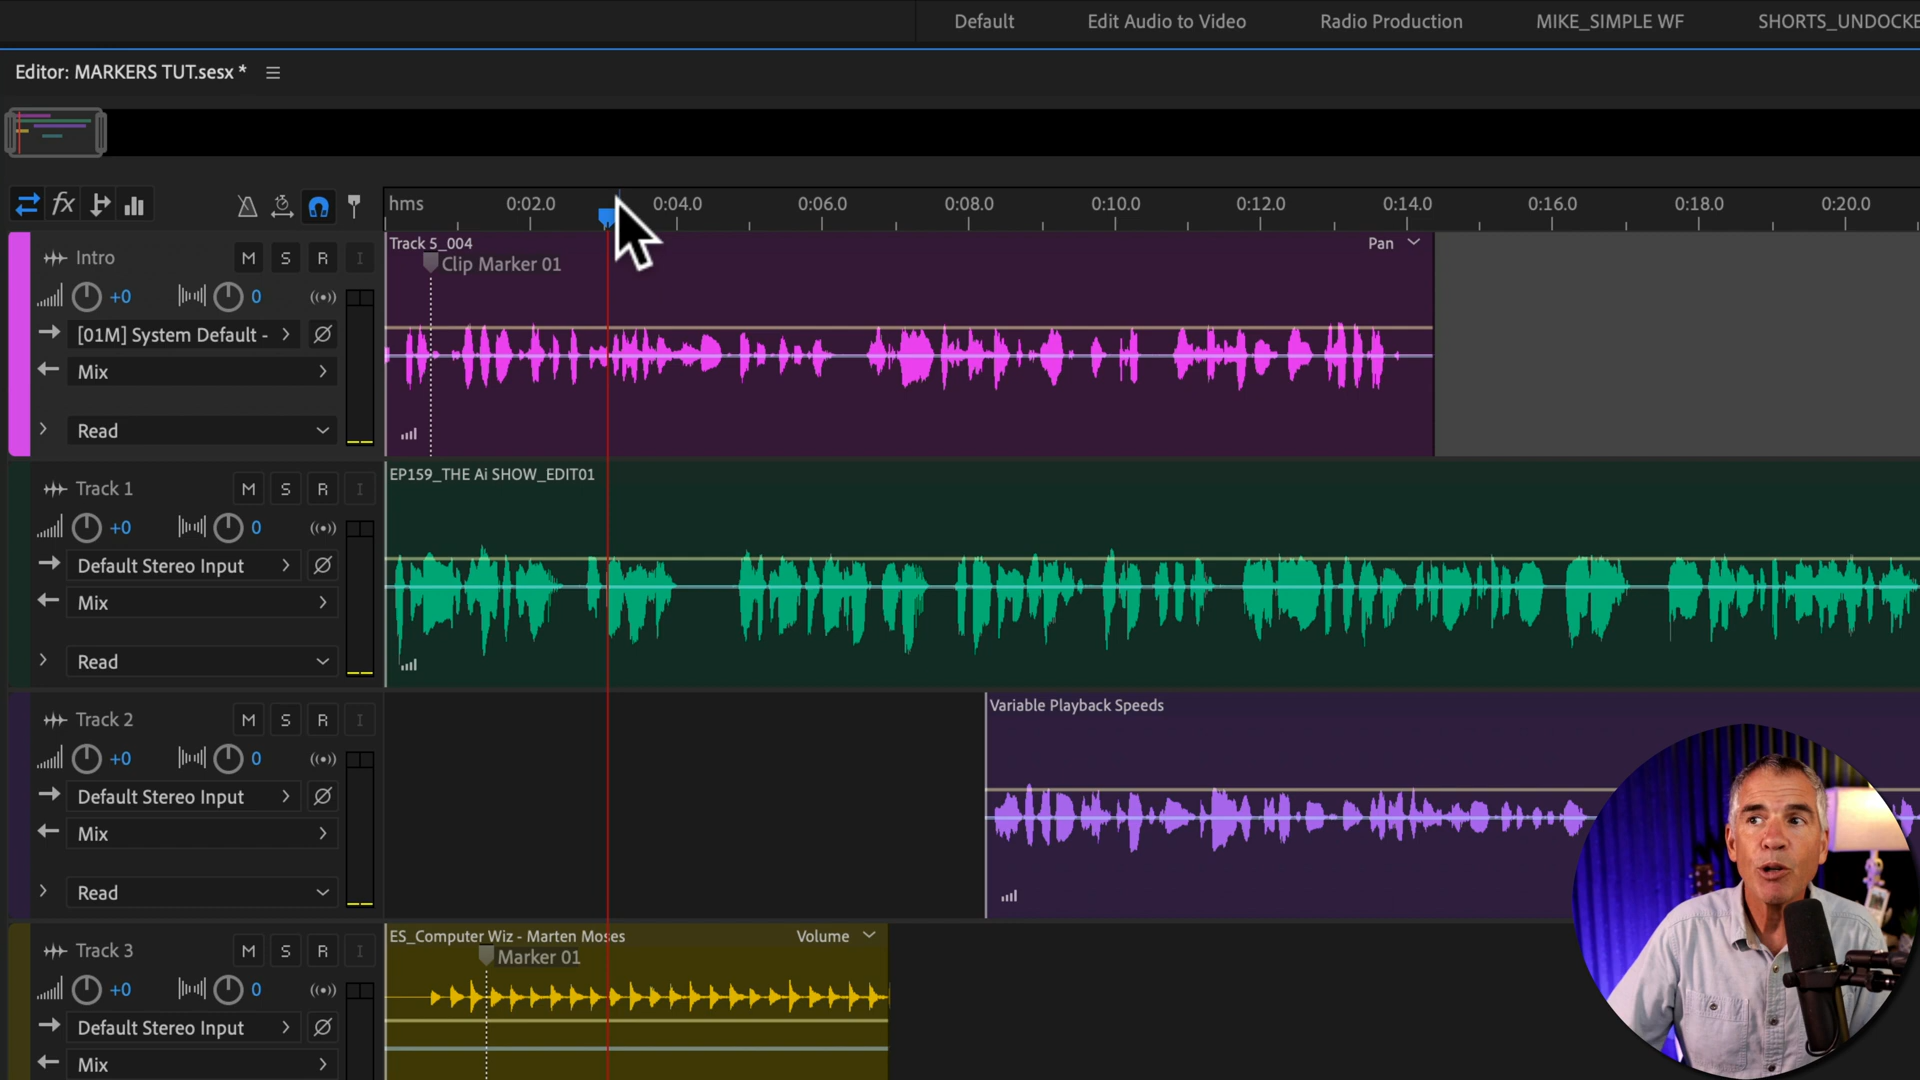 Default Edit Audio to Video Radio Production MIKE_SIMPLE WF SHORTS_UNDOCKE
Editor: MARKERS TUT.sesx *
fx
hms 0:02.0 0:04.0 0:06.0 0:08.0 0:10.0 0:12.0 0:14.0 0:16.0 0:18.0 0:20.0
Intro M S R I
+0 0
[01M] System Default -
Mix
Read
Track 5_004 Pan
Clip Marker 01
Track 1 M S R I
+0 0
Default Stereo Input
Mix
Read
EP159_THE Ai SHOW_EDIT01
Track 2 M S R I
+0 0
Default Stereo Input
Mix
Read
Variable Playback Speeds
Track 3 M S R I
+0 0
Default Stereo Input
Mix
ES_Computer Wiz - Marten Moses Volume
Marker 01